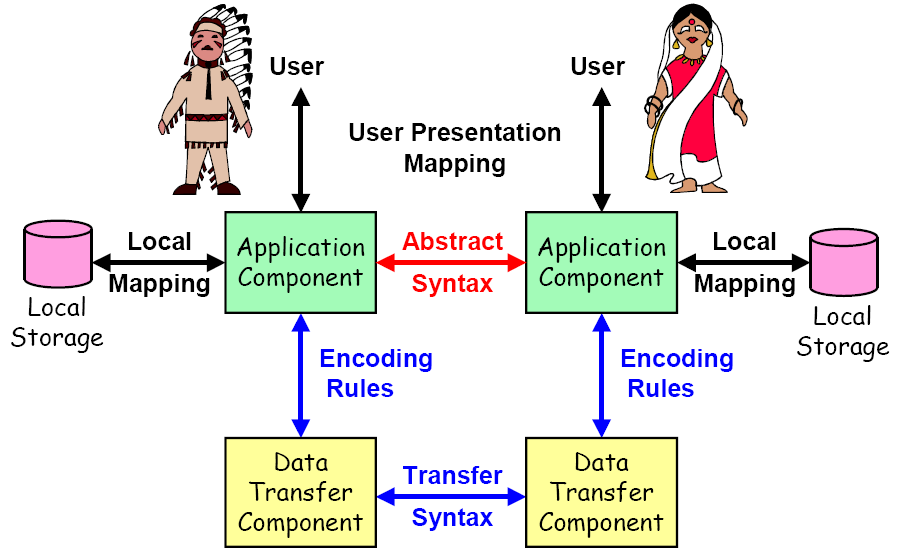 User
User
User Presentation
Mapping
Local
Mapping
Application
Component
Abstract
Syntax
Application
Component
Local
Mapping
Local
Storage
Local
Storage
Encoding
Rules
Encoding
Rules
Data
Transfer
Component
Transfer
Syntax
Data
Transfer
Component